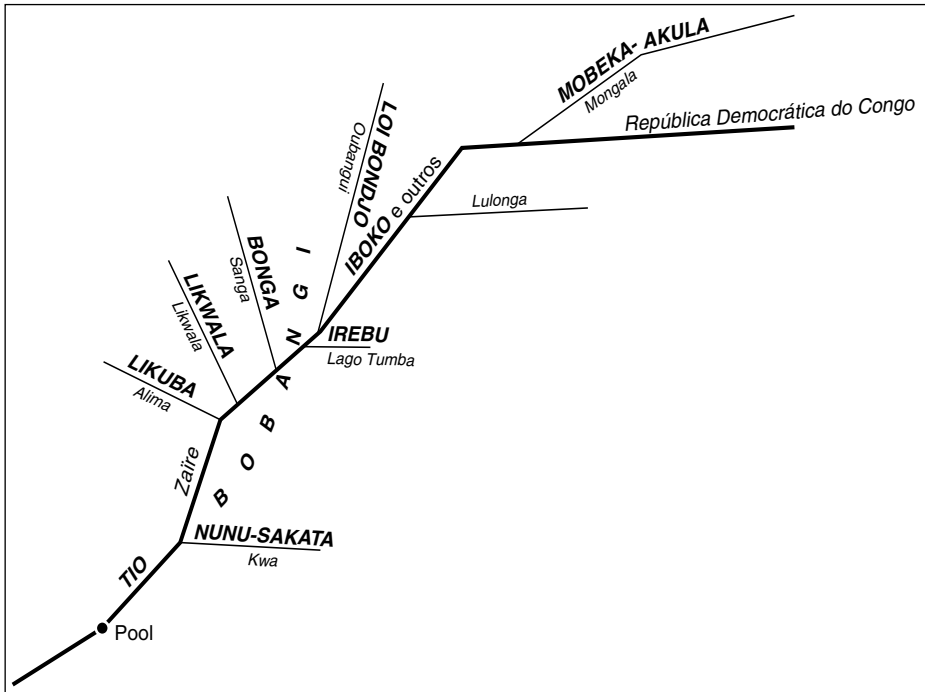 MOBEKA- AKULA
Mongala
República Democrática do Congo
LOI BONDJO
Oubangui
IBOKO e outros
Lulonga
BONGA
Sanga
LIKWALA
Likwala
BOBANGI
IREBU
Lago Tumba
LIKUBA
Alima
Zaïre
NUNU-SAKATA
Kwa
TIO
Pool